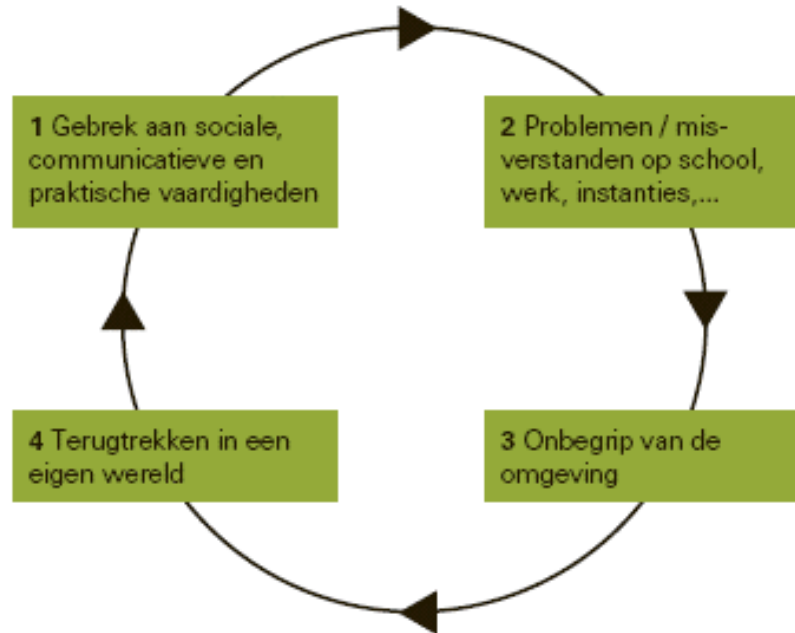 1 Gebrek aan sociale,
communicatieve en
praktische vaardigheden
2 Problemen / mis-
verstanden op school,
werk, instanties,...
3 Onbegrip van de
omgeving
4 Terugtrekken in een
eigen wereld